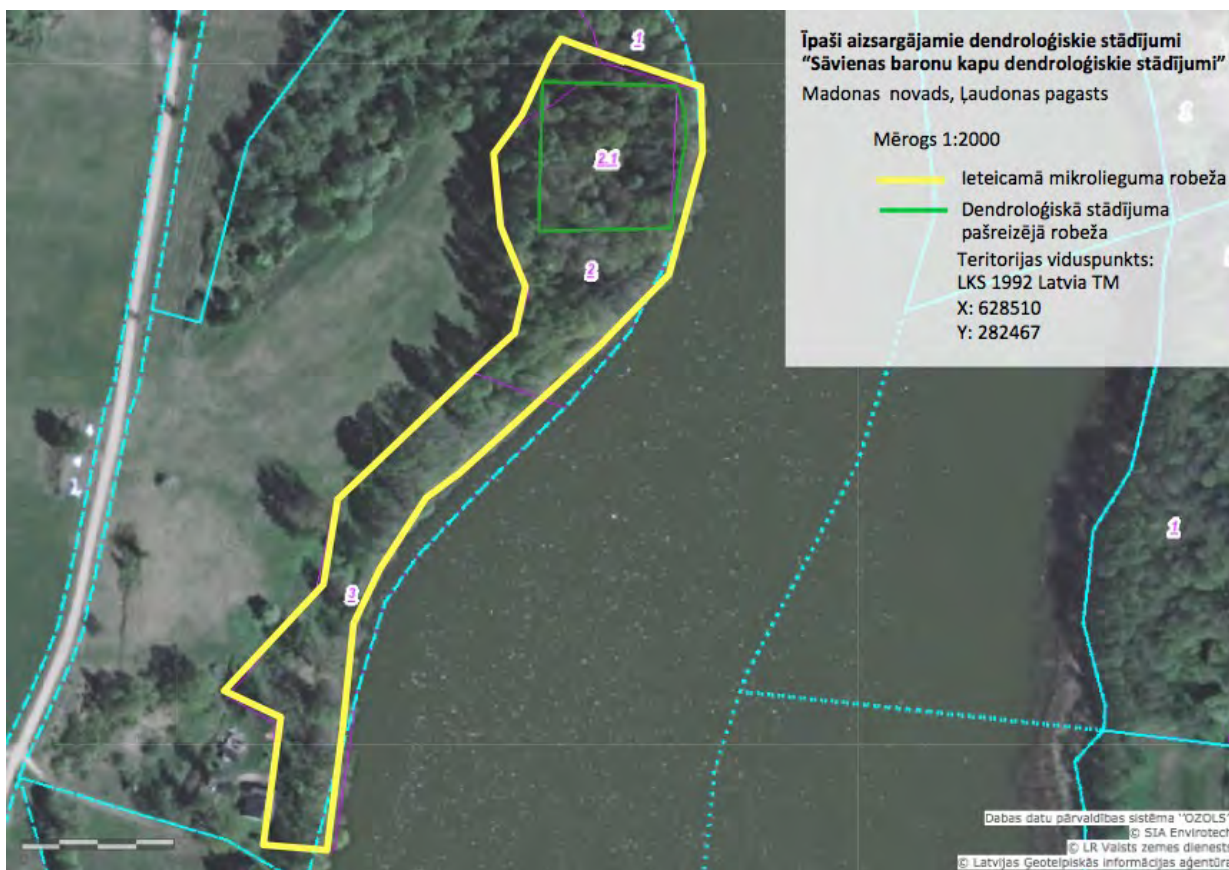 Īpaši aizsargājamie dendroloģiskie stādījumi
“Sāvienas baronu kapu dendroloģiskie stādījumi”
Madonas novads, Ļaudonas pagasts
Mērogs 1:2000
Ieteicamā mikrolieguma robeža
Dendroloģiskā stādījuma
pašreizējā robeža
Teritorijas viduspunkts:
LKS 1992 Latvia TM
X: 628510
Y: 282467
1
2.1
2
3
1
Dabas datu pārvaldības sistēma "OZOLS"
© SIA Envirotech
© LR Valsts zemes dienests
© Latvijas Ģeotelpiskās informācijas aģentūra